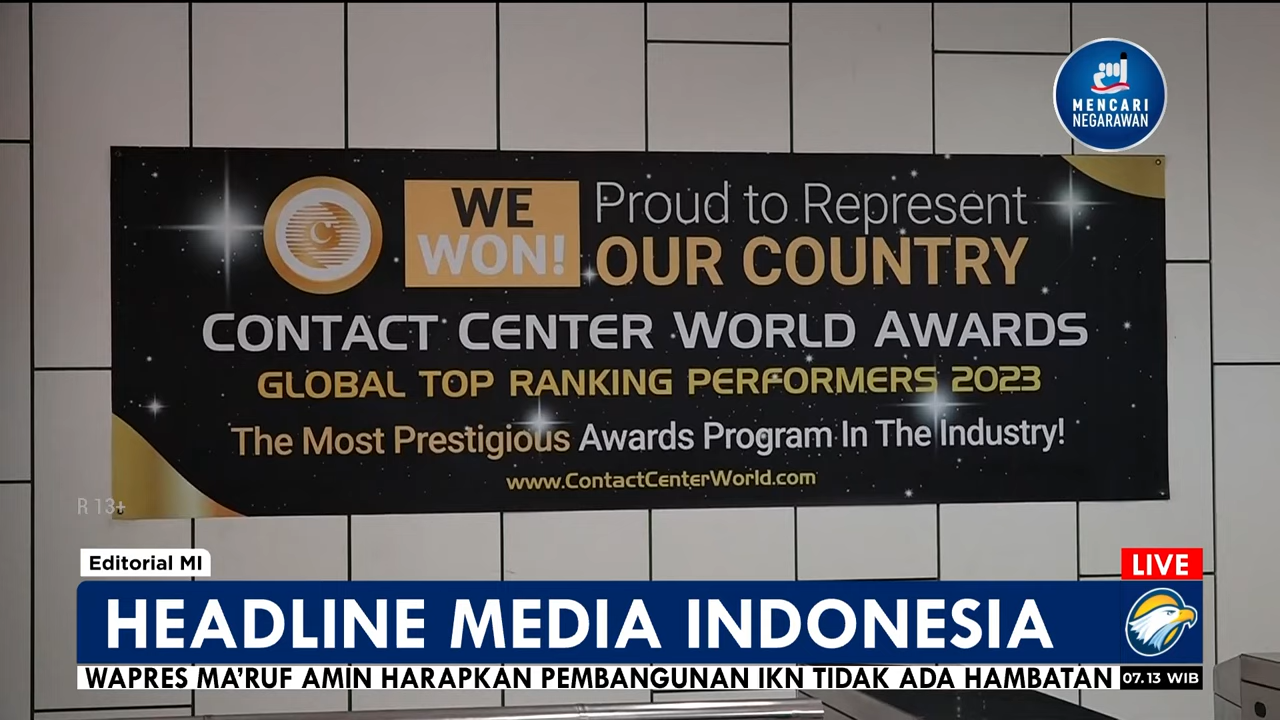 MENCARI
NEGARAWAN
WE
WON!
Proud to Represent
OUR COUNTRY
CONTACT CENTER WORLD AWARDS
GLOBAL TOP RANKING PERFORMERS 2023
The Most Prestigious Awards Program In The Industry!
www.ContactCenterWorld.com
R 13+
Editorial MI
LIVE
HEADLINE MEDIA INDONESIA
WAPRES MA'RUF AMIN HARAPKAN PEMBANGUNAN IKN TIDAK ADA HAMBATAN
07.13 WIB